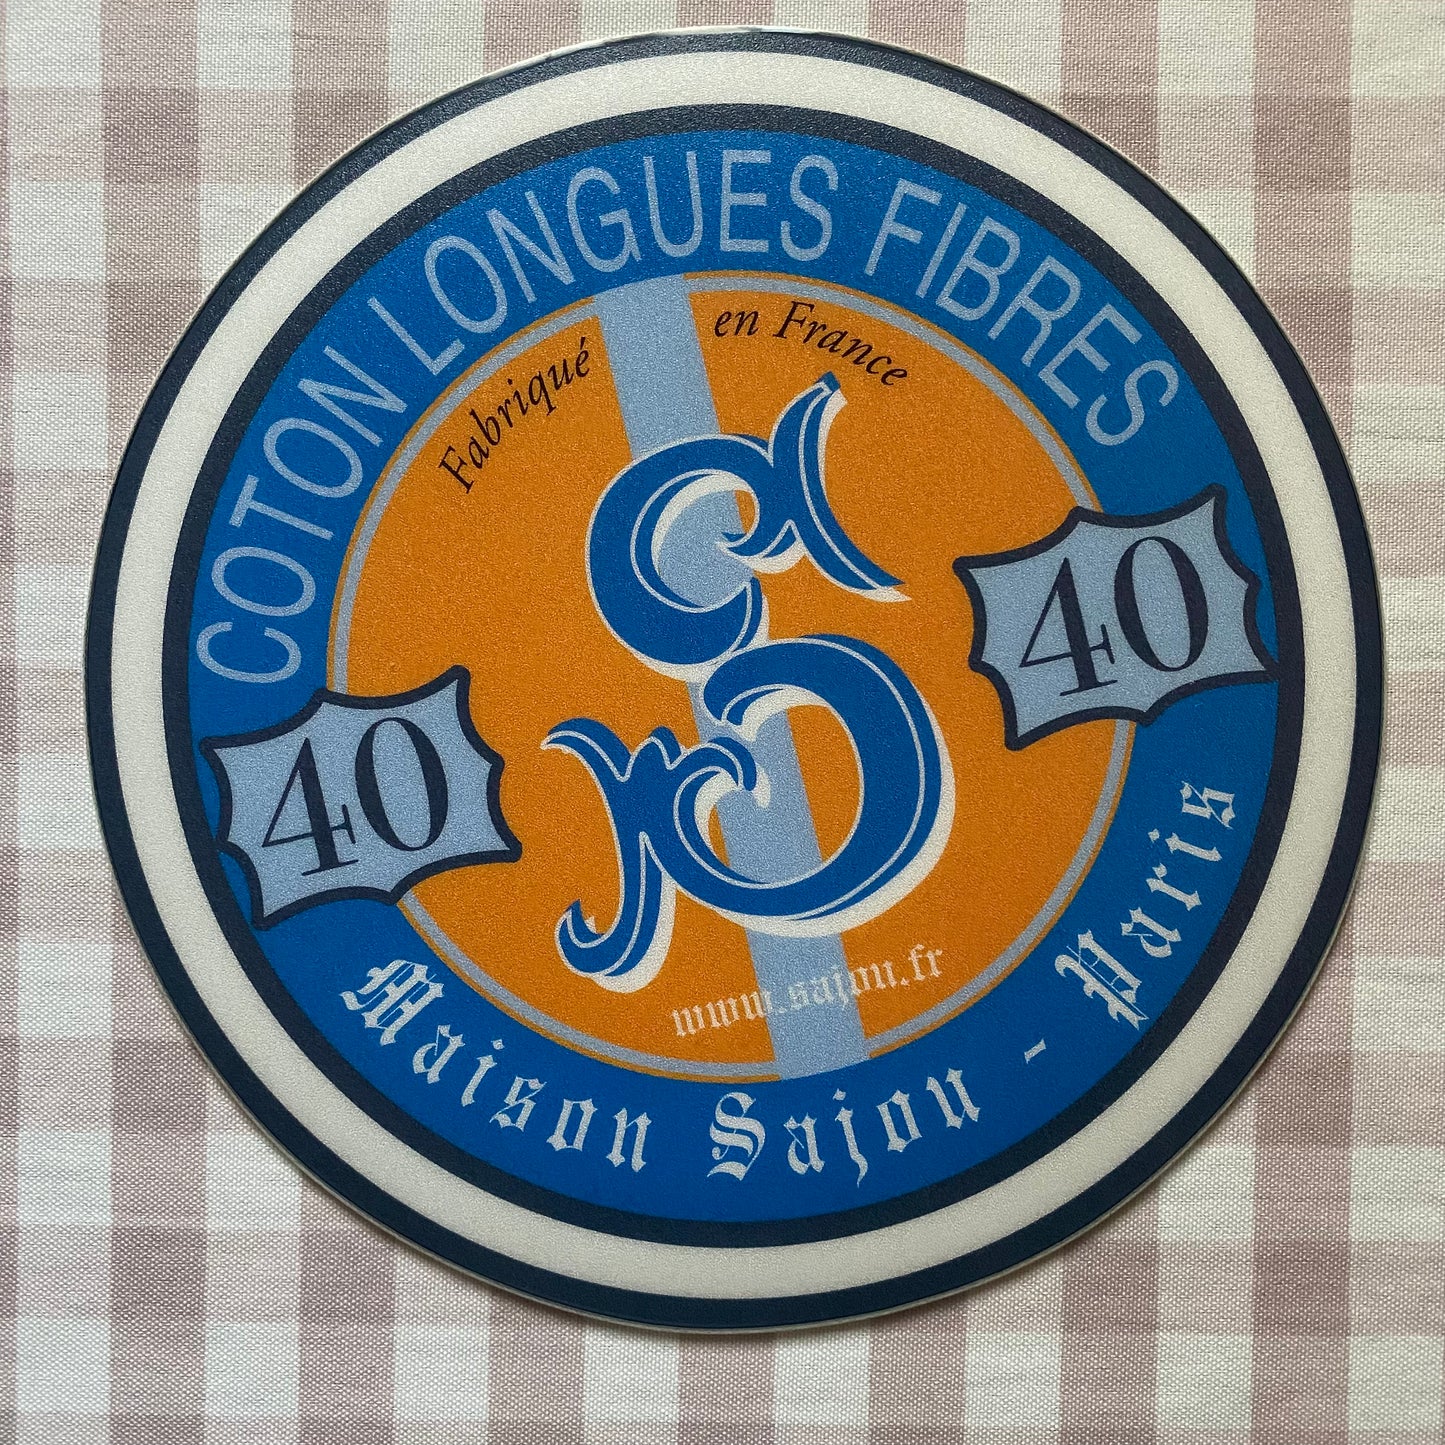 COTON LONGUES FIBRES
Fabriqué en France
S
40
40
www.sajou.fr
Maison Sajou - Paris